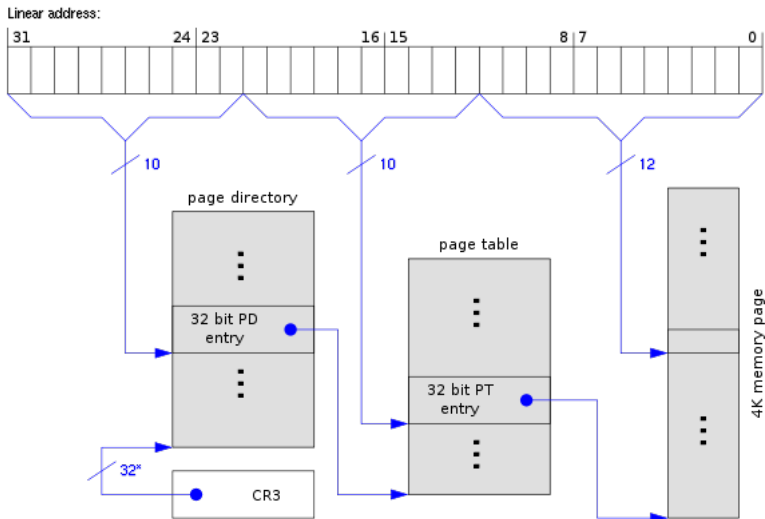 Linear address:
31 24 23 16 15 8 7 0
10 10 12
page directory
page table
32 bit PD
entry
32 bit PT
entry
4K memory page
32*
CR3